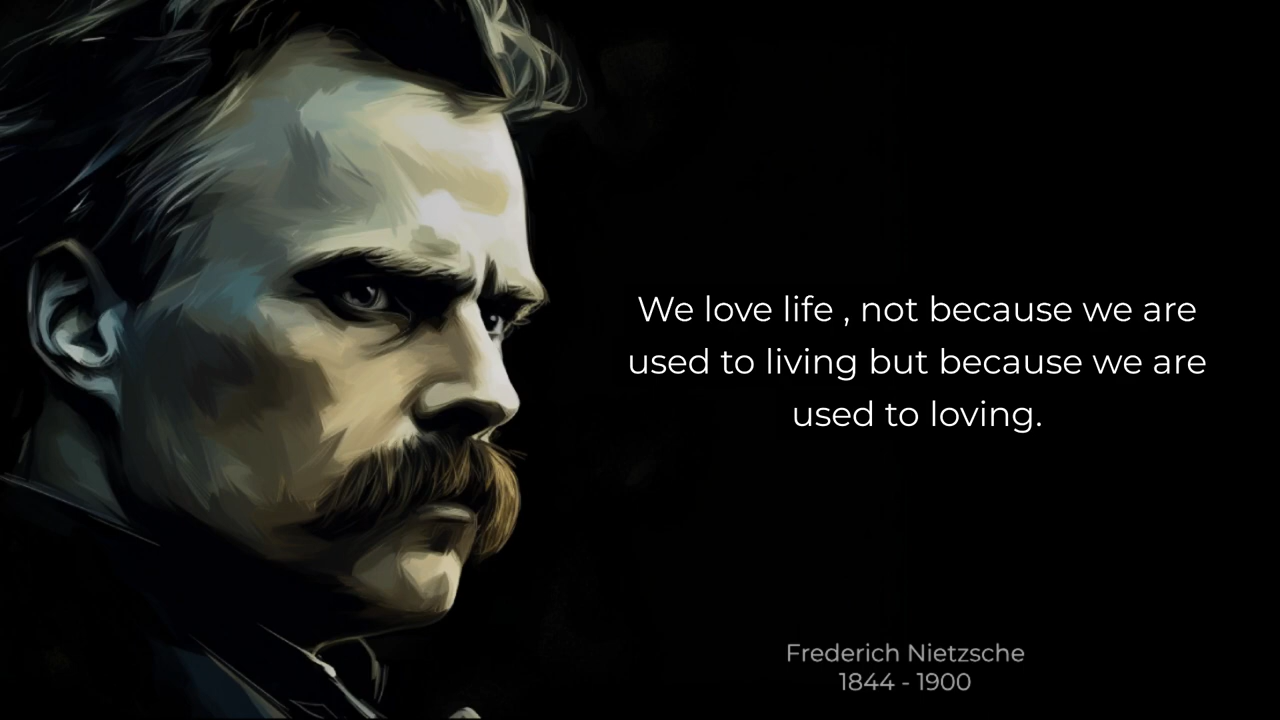 We love life , not because we are
used to living but because we are
used to loving.
Frederich Nietzsche
1844 - 1900